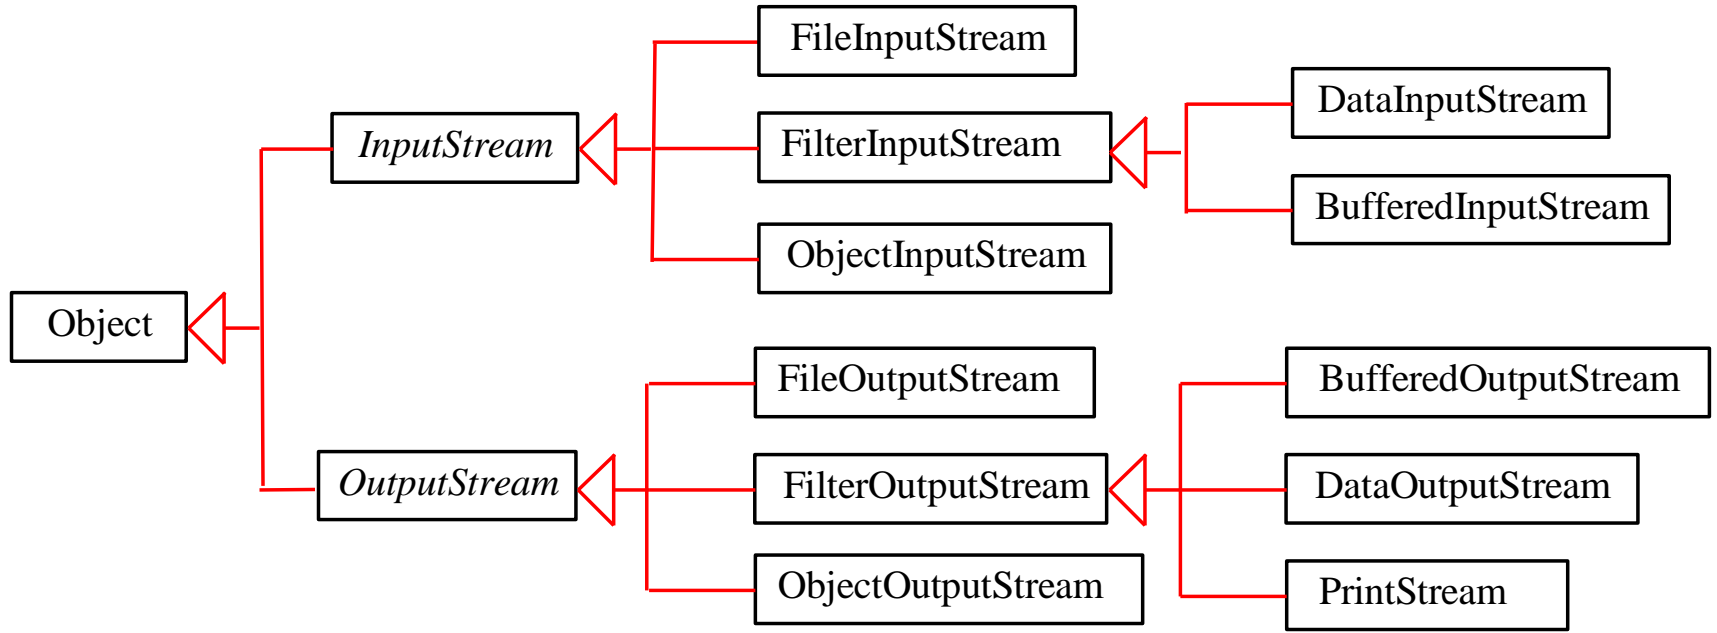 Object
InputStream
OutputStream
FileInputStream
FilterInputStream
ObjectInputStream
FileOutputStream
FilterOutputStream
ObjectOutputStream
DataInputStream
BufferedInputStream
BufferedOutputStream
DataOutputStream
PrintStream